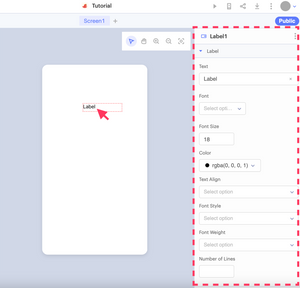 Tutorial
Screen1
Public
Label1
Label
Text
Label
Font
Select opti...
Font Size
18
Color
rgba(0, 0, 0, 1)
Text Align
Select option
Font Style
Select option
Font Weight
Select option
Number of Lines
Label